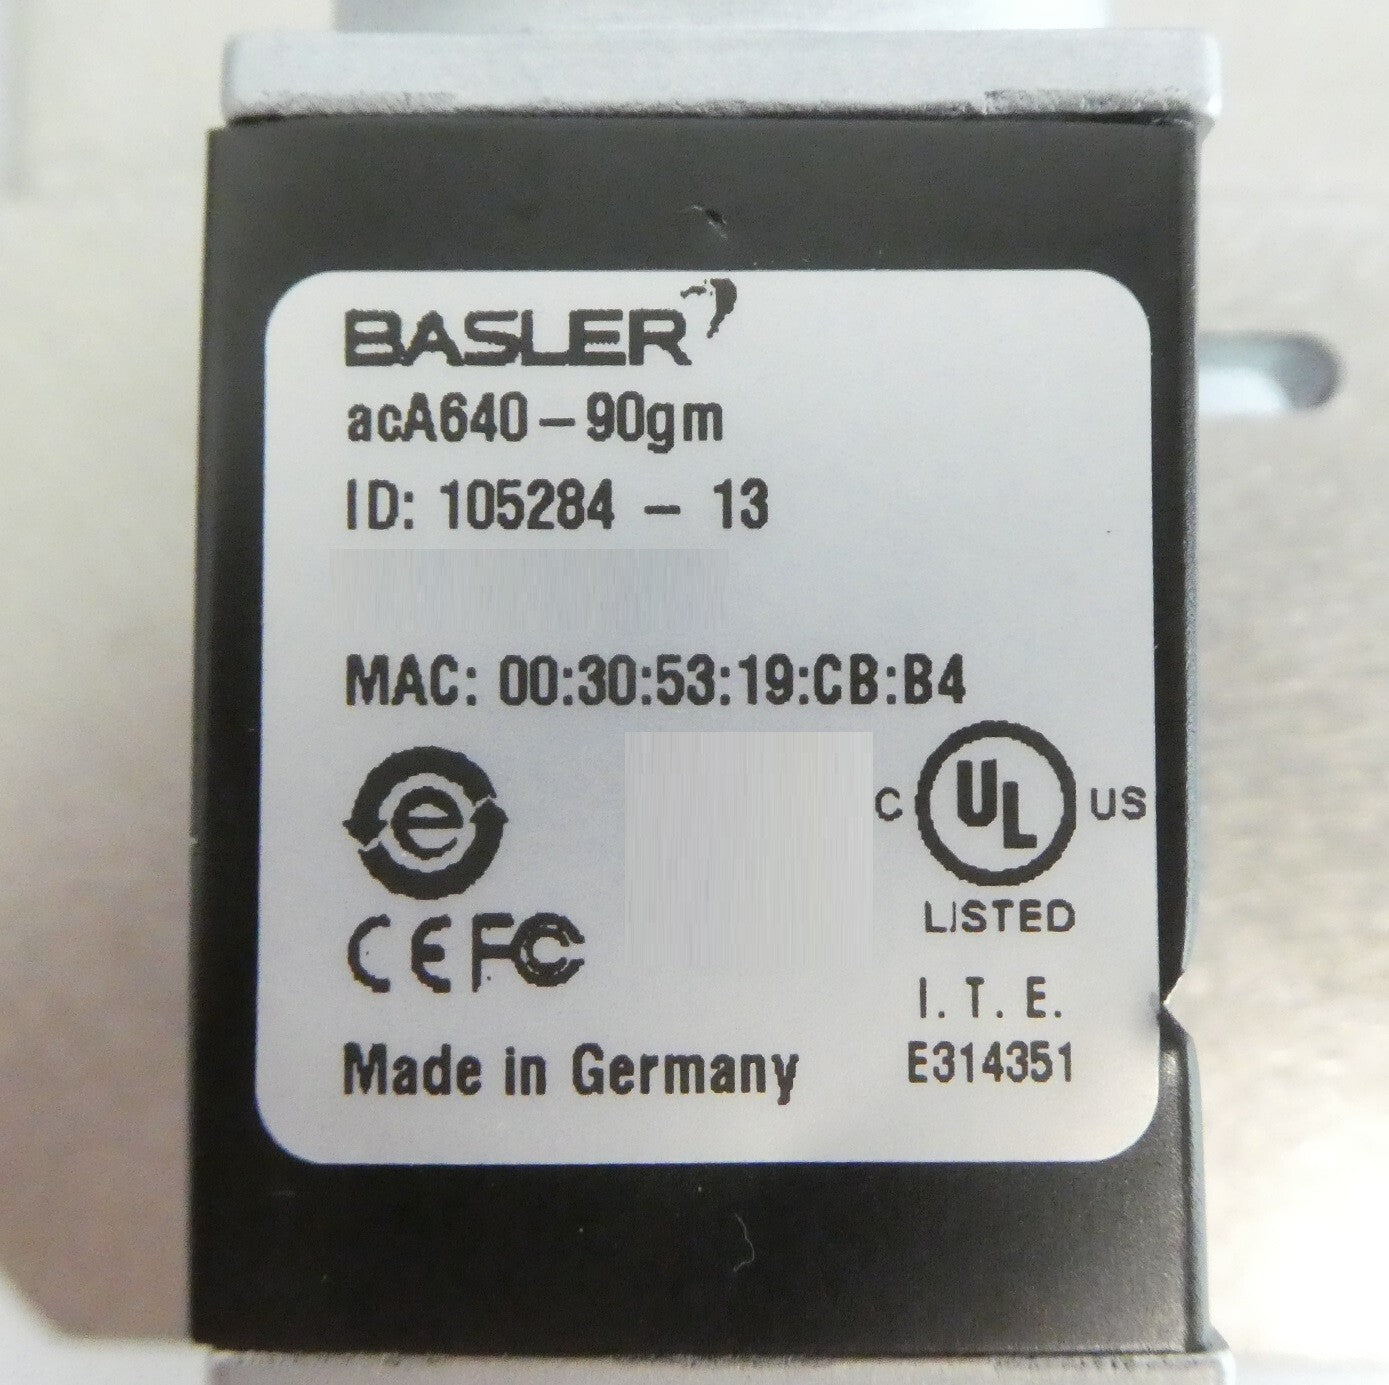 BASLER
acA640-90gm
ID: 105284 - 13
MAC: 00:30:53:19:CB:B4
e
C UL US
LISTED
CE FC
I. T. E.
Made in Germany
E314351